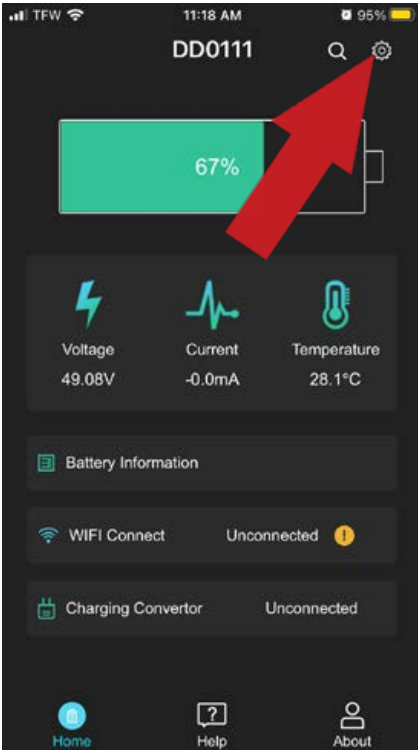 TFW 11:18 AM 95%
DD0111
67%
Voltage Current Temperature
49.08V -0.0mA 28.1°C
Battery Information
WIFI Connect Unconnected !
Charging Convertor Unconnected
?
Home Help About